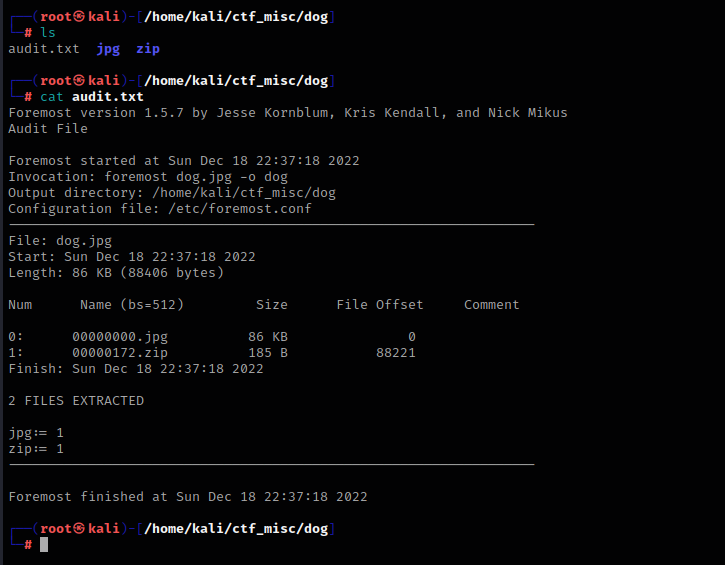 ┌──(root㉿kali)-[/home/kali/ctf_misc/dog]
└─# ls
audit.txt  jpg  zip
┌──(root㉿kali)-[/home/kali/ctf_misc/dog]
└─# cat audit.txt
Foremost version 1.5.7 by Jesse Kornblum, Kris Kendall, and Nick Mikus
Audit File
Foremost started at Sun Dec 18 22:37:18 2022
Invocation: foremost dog.jpg -o dog
Output directory: /home/kali/ctf_misc/dog
Configuration file: /etc/foremost.conf
File: dog.jpg
Start: Sun Dec 18 22:37:18 2022
Length: 86 KB (88406 bytes)
Num      Name (bs=512)         Size      File Offset     Comment
0:      00000000.jpg          86 KB               0
1:      00000172.zip          185 B           88221
Finish: Sun Dec 18 22:37:18 2022
2 FILES EXTRACTED
jpg:= 1
zip:= 1
Foremost finished at Sun Dec 18 22:37:18 2022
┌──(root㉿kali)-[/home/kali/ctf_misc/dog]
└─#